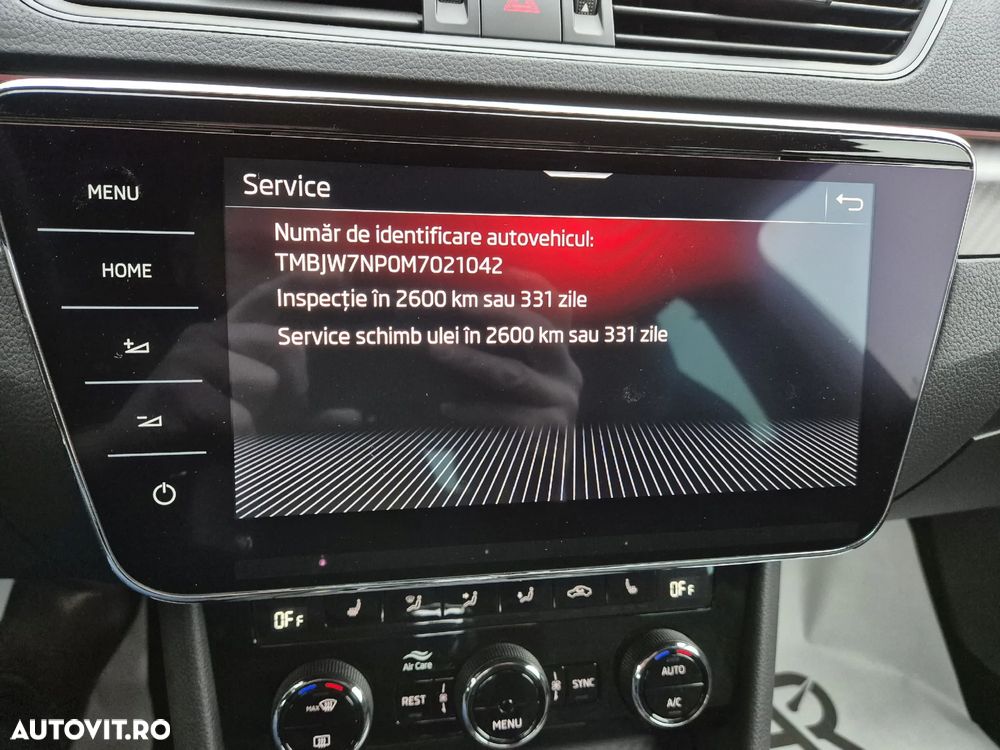 MENU
Service
Număr de identificare autovehicul:
TMBJW7NP0M7021042
HOME
Inspecție în 2600 km sau 331 zile
Service schimb ulei în 2600 km sau 331 zile
OFF
OFF
Air Care
MAX
REST
MENU
SYNC
AUTO
A/C
AUTOVIT.RO